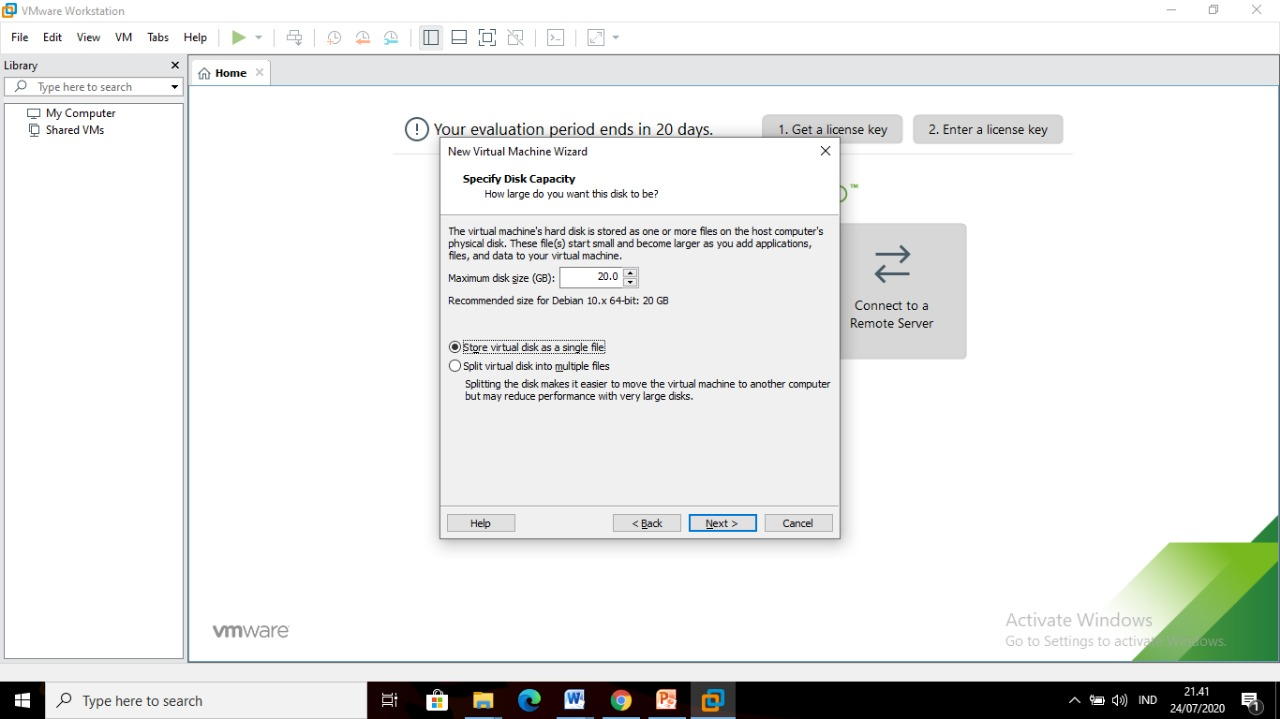 VMware Workstation
File Edit View VM Tabs Help
Library
Type here to search
My Computer
Shared VMs
Home
Your evaluation period ends in 20 days.
1. Get a license key
2. Enter a license key
New Virtual Machine Wizard
Specify Disk Capacity
How large do you want this disk to be?
The virtual machine's hard disk is stored as one or more files on the host computer's
physical disk. These file(s) start small and become larger as you add applications,
files, and data to your virtual machine.
Maximum disk size (GB): 20.0
Recommended size for Debian 10.x 64-bit: 20 GB
Store virtual disk as a single file
Split virtual disk into multiple files
Splitting the disk makes it easier to move the virtual machine to another computer
but may reduce performance with very large disks.
Help < Back Next > Cancel
™
Connect to a
Remote Server
vmware
Activate Windows
Go to Settings to activate Windows.
Type here to search
IND
21.41
24/07/2020
1